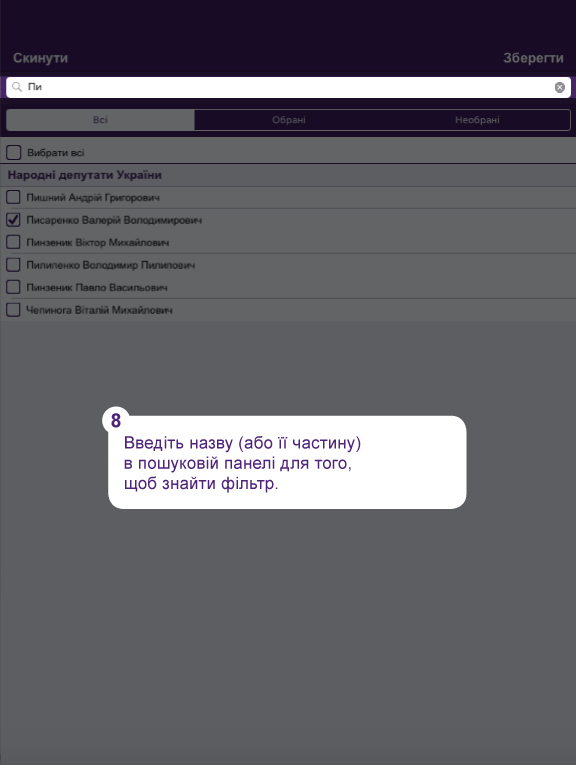 Скинути Зберегти
Пи
Всі Обрані Необрані
Вибрати всі
Народні депутати України
Пишний Андрій Григорович
Писаренко Валерій Володимирович
Пинзеник Віктор Михайлович
Пилипенко Володимир Пилипович
Пинзеник Павло Васильович
Чепинога Віталій Михайлович
8
Введіть назву (або її частину)
в пошуковій панелі для того,
щоб знайти фільтр.